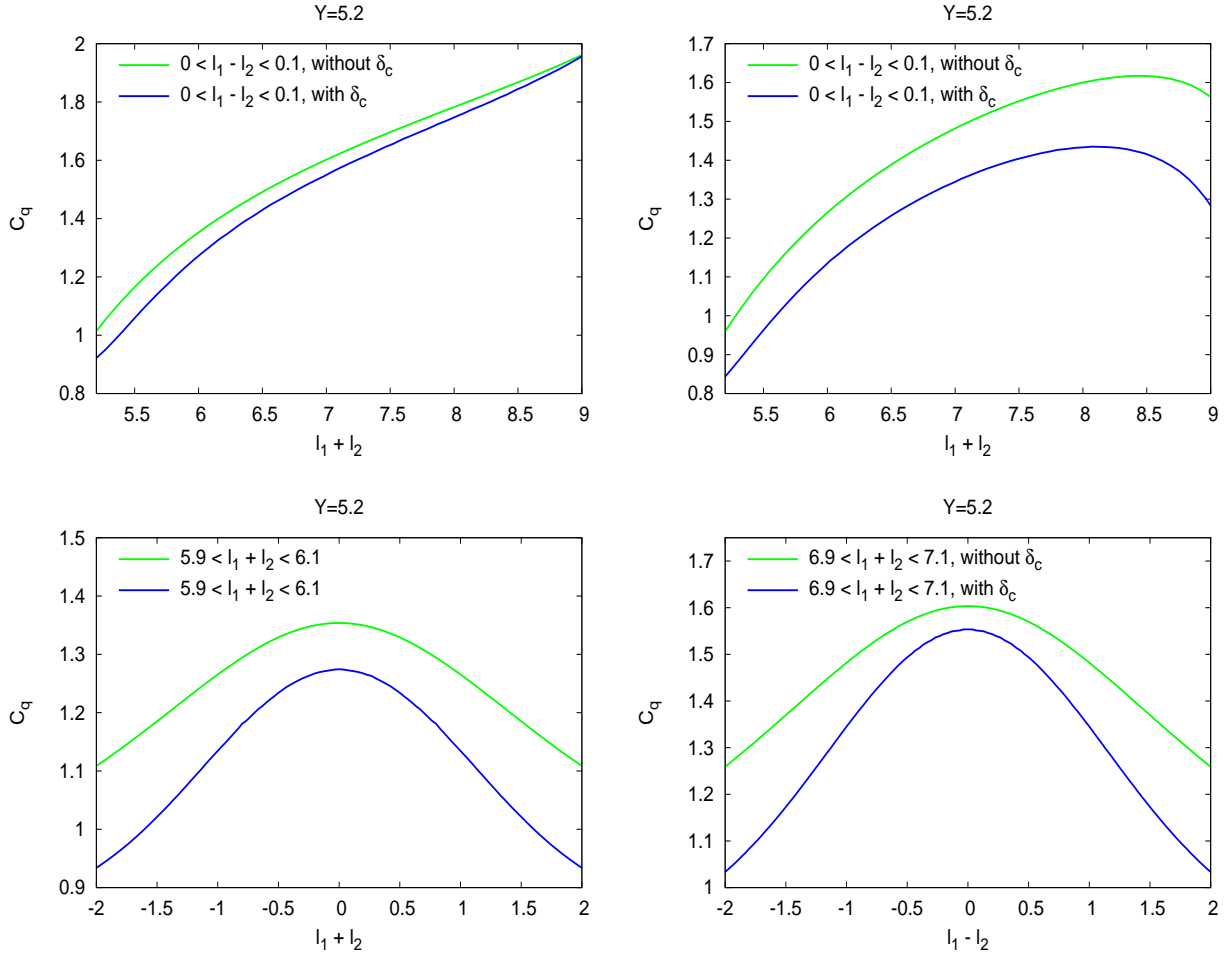 Y=5.2
0 < l1 - l2 < 0.1, without δc
0 < l1 - l2 < 0.1, with δc
2
1.8
1.6
1.4
1.2
1
0.8
Cq
5.5 6 6.5 7 7.5 8 8.5 9
l1 + l2
Y=5.2
0 < l1 - l2 < 0.1, without δc
0 < l1 - l2 < 0.1, with δc
1.7
1.6
1.5
1.4
1.3
1.2
1.1
1
0.9
0.8
Cq
5.5 6 6.5 7 7.5 8 8.5 9
l1 + l2
Y=5.2
5.9 < l1 + l2 < 6.1
5.9 < l1 + l2 < 6.1
1.5
1.4
1.3
1.2
1.1
1
0.9
Cq
-2 -1.5 -1 -0.5 0 0.5 1 1.5 2
l1 + l2
Y=5.2
6.9 < l1 + l2 < 7.1, without δc
6.9 < l1 + l2 < 7.1, with δc
1.7
1.6
1.5
1.4
1.3
1.2
1.1
1
Cq
-2 -1.5 -1 -0.5 0 0.5 1 1.5 2
l1 - l2